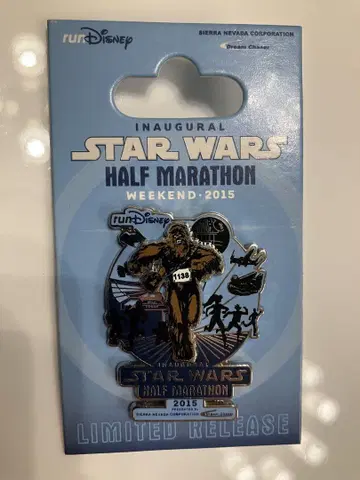 runDisney
SIERRA NEVADA CORPORATION
Dream Chaser
INAUGURAL
STAR WARS
HALF MARATHON
WEEKEND · 2015
runDisney
1138
INAUGURAL
STAR WARS
HALF MARATHON
2015
PRESENTED BY
SIERRA NEVADA CORPORATION
LIMITED RELEASE